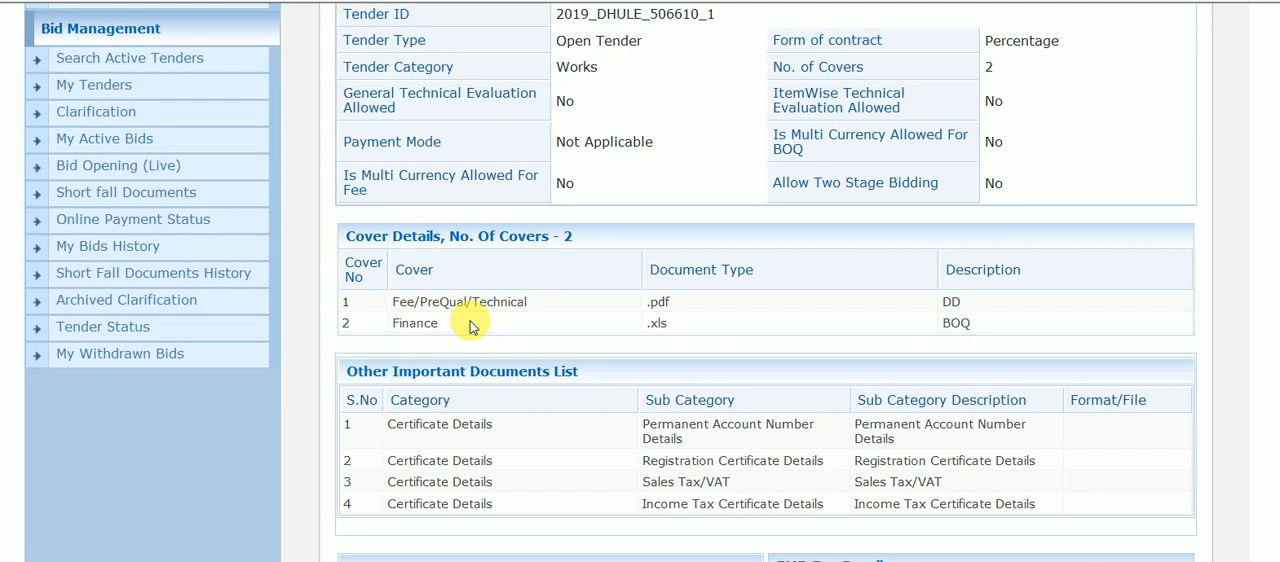 Bid Management
Search Active Tenders
My Tenders
Clarification
My Active Bids
Bid Opening (Live)
Short fall Documents
Online Payment Status
My Bids History
Short Fall Documents History
Archived Clarification
Tender Status
My Withdrawn Bids
Tender ID 2019_DHULE_506610_1
Tender Type Open Tender Form of contract Percentage
Tender Category Works No. of Covers 2
General Technical Evaluation Allowed No ItemWise Technical Evaluation Allowed No
Payment Mode Not Applicable Is Multi Currency Allowed For BOQ No
Is Multi Currency Allowed For Fee No Allow Two Stage Bidding No
Cover Details, No. Of Covers - 2
Cover No Cover Document Type Description
1 Fee/PreQual/Technical .pdf DD
2 Finance .xls BOQ
Other Important Documents List
S.No Category Sub Category Sub Category Description Format/File
1 Certificate Details Permanent Account Number Details Permanent Account Number Details
2 Certificate Details Registration Certificate Details Registration Certificate Details
3 Certificate Details Sales Tax/VAT Sales Tax/VAT
4 Certificate Details Income Tax Certificate Details Income Tax Certificate Details